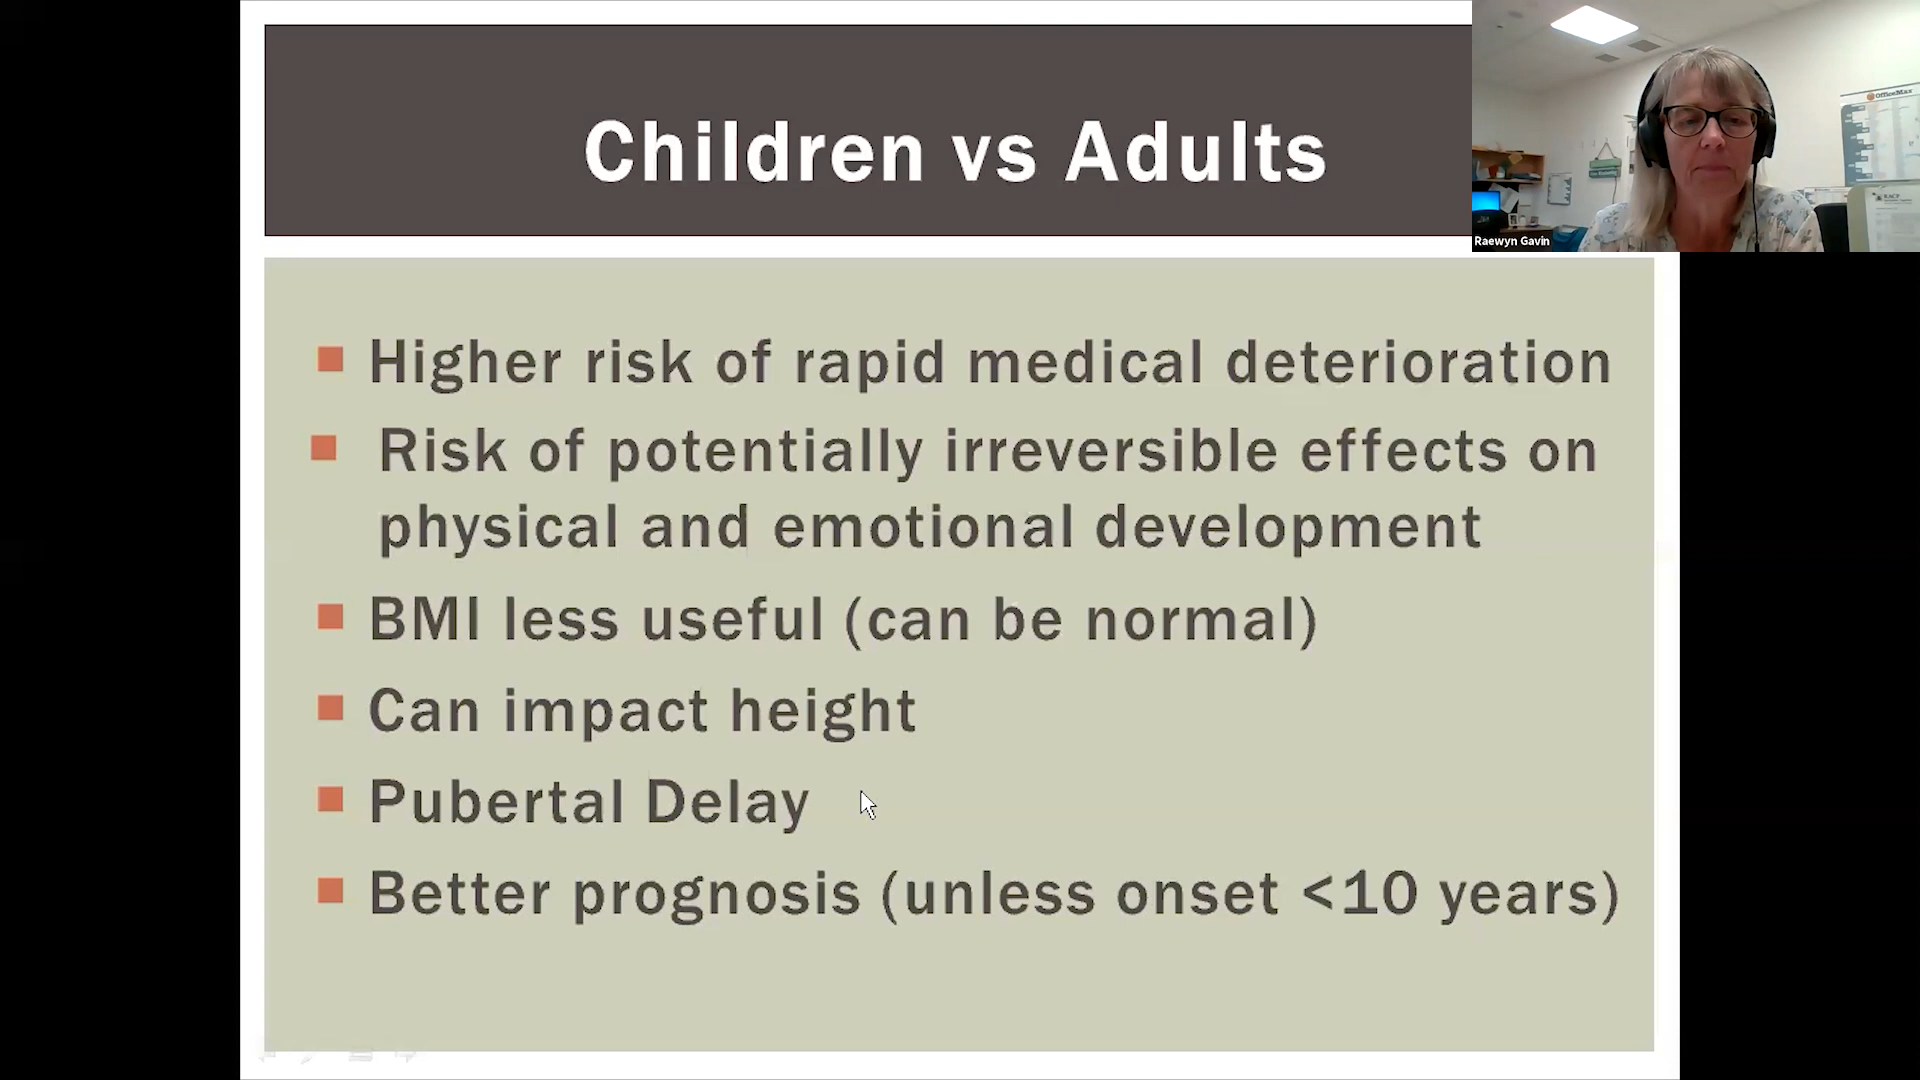 Children vs Adults
OfficeMax
RACP
Raewyn Gavin
Higher risk of rapid medical deterioration
Risk of potentially irreversible effects on
physical and emotional development
BMI less useful (can be normal)
Can impact height
Pubertal Delay
Better prognosis (unless onset <10 years)